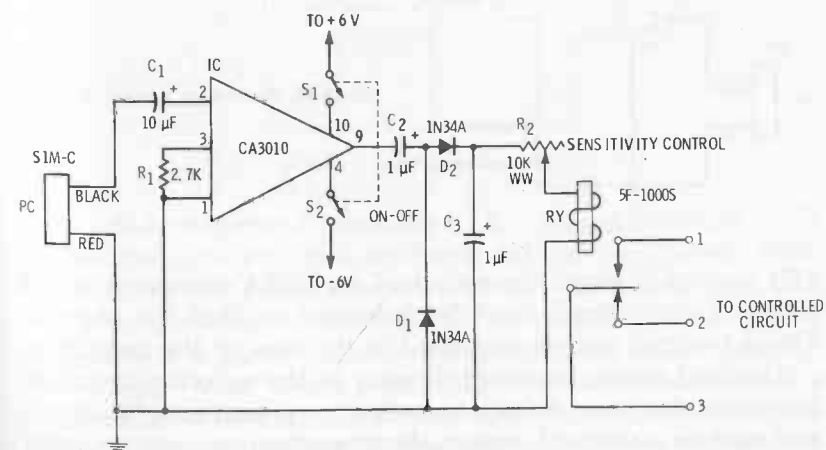 TO + 6 V
IC
C1
+
2
10 µF
S1
10
9
C2
+
1 µF
1N34A
D2
R2
SENSITIVITY CONTROL
10K
WW
3
CA3010
R1
2.7K
4
1
S1M-C
PC
BLACK
RED
S2
ON-OFF
TO - 6V
C3
+
1 µF
5F-1000S
RY
1
D1
1N34A
2
TO CONTROLLED
CIRCUIT
3